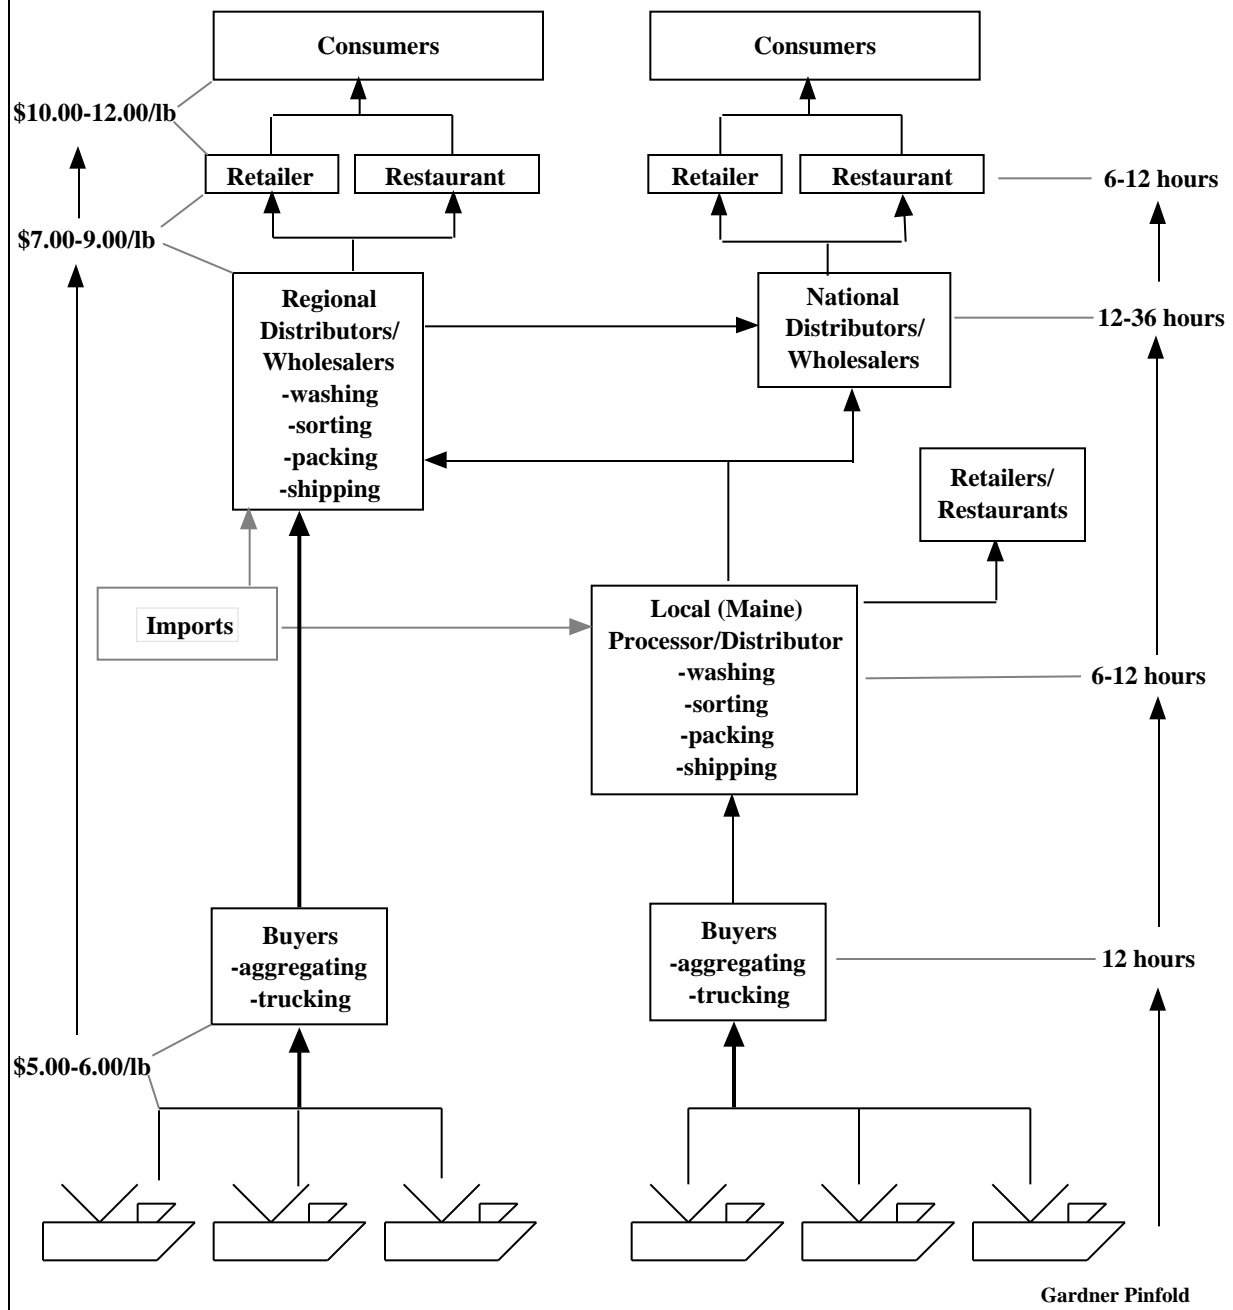 Consumers
Consumers
$10.00-12.00/lb
Retailer
Restaurant
Retailer
Restaurant
6-12 hours
$7.00-9.00/lb
Regional
Distributors/
Wholesalers
-washing
-sorting
-packing
-shipping
National
Distributors/
Wholesalers
12-36 hours
Retailers/
Restaurants
Imports
Local (Maine)
Processor/Distributor
-washing
-sorting
-packing
-shipping
6-12 hours
Buyers
-aggregating
-trucking
Buyers
-aggregating
-trucking
12 hours
$5.00-6.00/lb
Gardner Pinfold